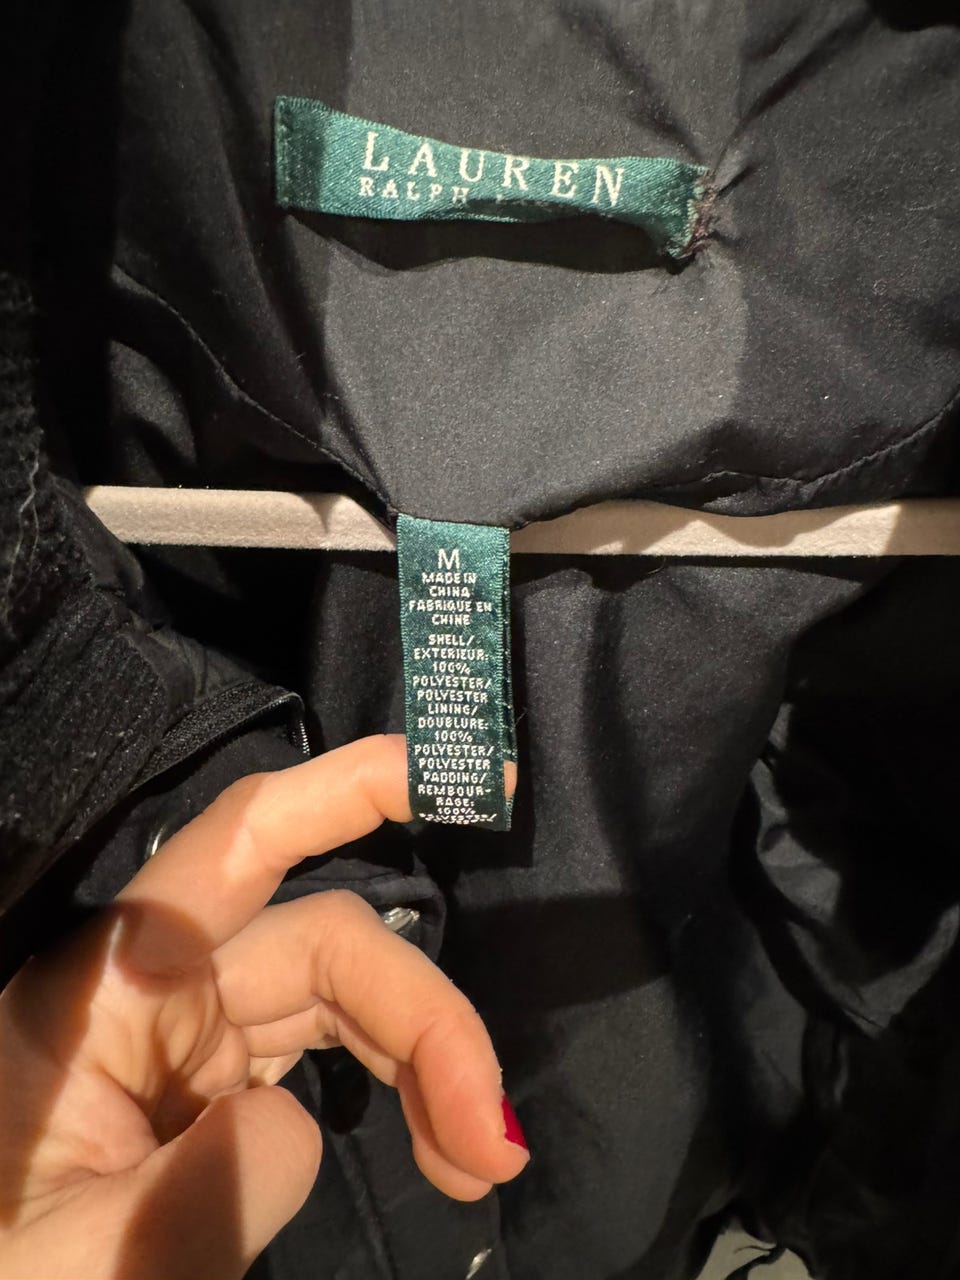 LAUREN
RALPH
M
MADE IN
CHINA
FABRIQUE EN
CHINE
SHELL/
EXTERIEUR:
100%
POLYESTER/
POLYESTER
LINING/
DOUBLURE:
100%
POLYESTER/
POLYESTER
PADDING/
REMBOUR-
RAGE:
100%
POLYESTER/